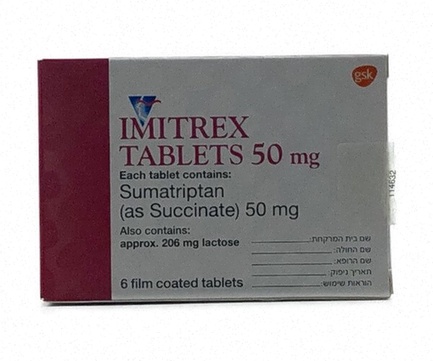 gsk
IMITREX
TABLETS 50 mg
Each tablet contains:
Sumatriptan
(as Succinate) 50 mg
Also contains:
approx. 206 mg lactose
6 film coated tablets
שם בית המרקחת:
שם החולה:
שם הרופא:
תאריך ניפוק:
הוראות שימוש:
114632